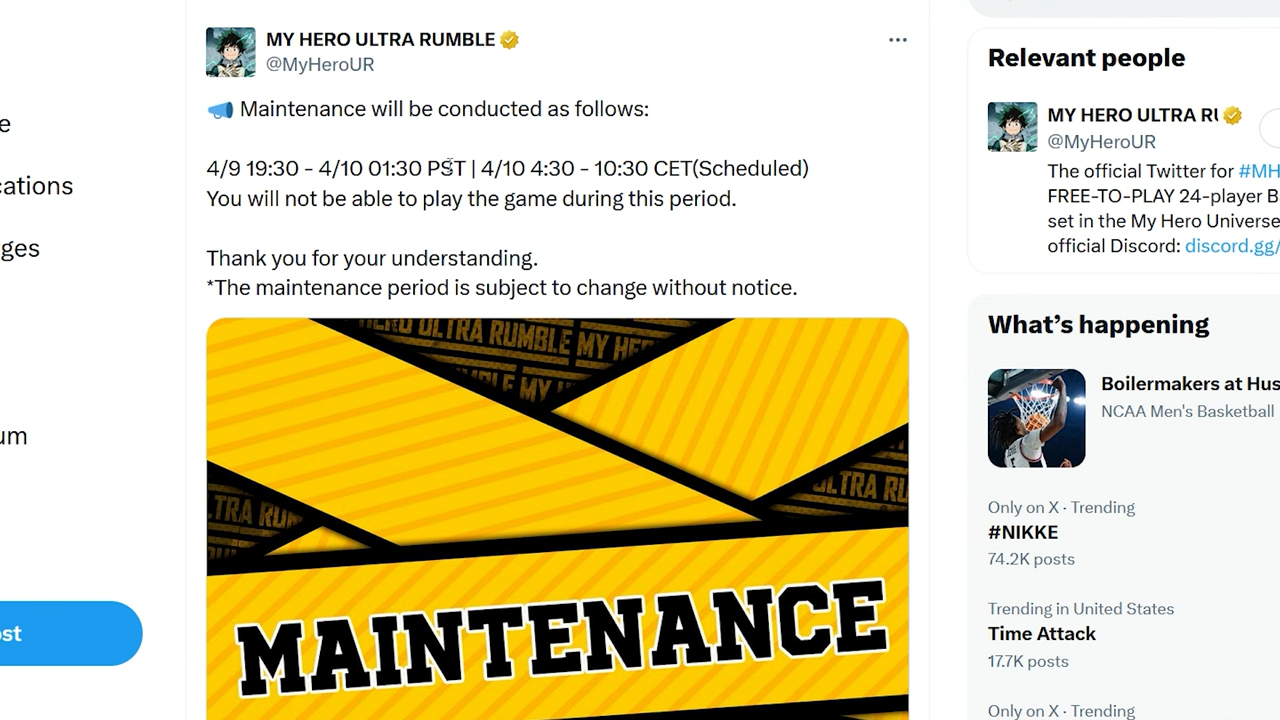 MY HERO ULTRA RUMBLE
@MyHeroUR
Maintenance will be conducted as follows:
4/9 19:30 - 4/10 01:30 PST | 4/10 4:30 - 10:30 CET(Scheduled)
You will not be able to play the game during this period.
Thank you for your understanding.
*The maintenance period is subject to change without notice.
HERO ULTRA RUMBLE MY HER
UMBLE MY
ULTRA RU
TRA RUM
MAINTENANCE
e
cations
ges
um
st
Relevant people
MY HERO ULTRA RU
@MyHeroUR
The official Twitter for #MH
FREE-TO-PLAY 24-player B
set in the My Hero Universe
official Discord: discord.gg/
What's happening
Boilermakers at Hus
NCAA Men's Basketball
Only on X · Trending
#NIKKE
74.2K posts
Trending in United States
Time Attack
17.7K posts
Only on X · Trending